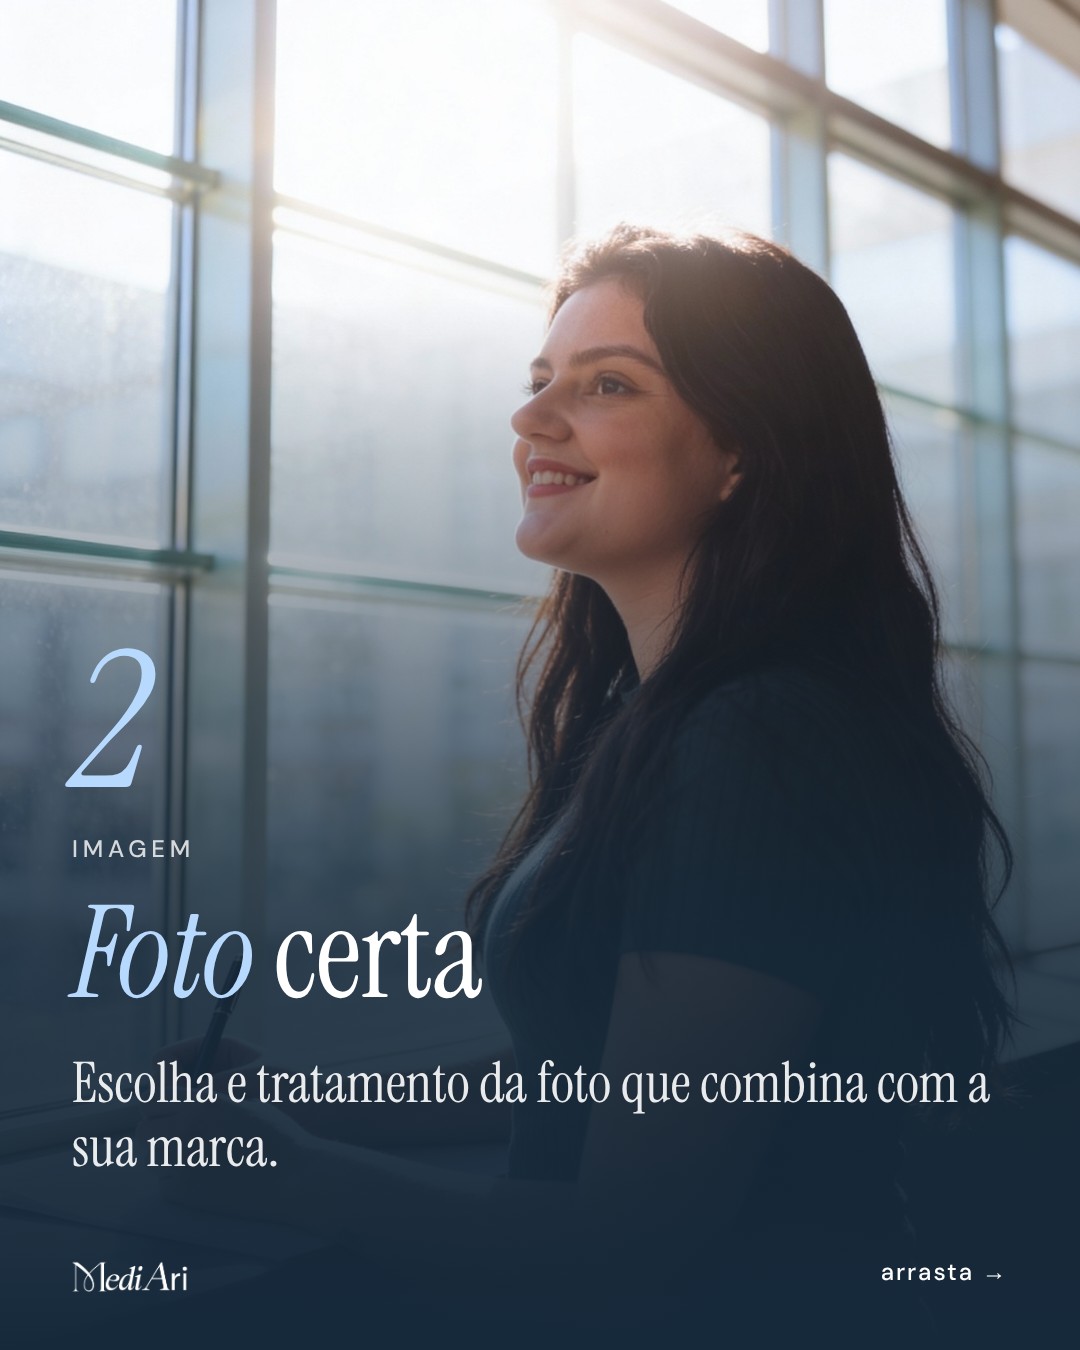 2
IMAGEM
Foto certa
Escolha e tratamento da foto que combina com a
sua marca.
MediAri
arrasta →